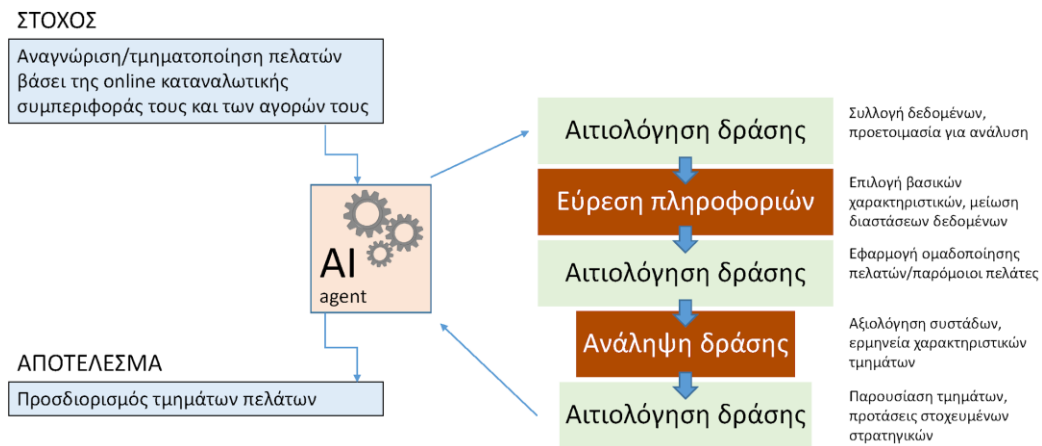 ΣΤΟΧΟΣ
Αναγνώριση/τμηματοποίηση πελατών
βάσει της online καταναλωτικής
συμπεριφοράς τους και των αγορών τους
AI
agent
ΑΠΟΤΕΛΕΣΜΑ
Προσδιορισμός τμημάτων πελάτων
Αιτιολόγηση δράσης
Συλλογή δεδομένων,
προετοιμασία για ανάλυση
Εύρεση πληροφοριών
Επιλογή βασικών
χαρακτηριστικών, μείωση
διαστάσεων δεδομένων
Αιτιολόγηση δράσης
Εφαρμογή ομαδοποίησης
πελατών/παρόμοιοι πελάτες
Ανάληψη δράσης
Αξιολόγηση συστάδων,
ερμηνεία χαρακτηριστικών
τμημάτων
Αιτιολόγηση δράσης
Παρουσίαση τμημάτων,
προτάσεις στοχευμένων
στρατηγικών